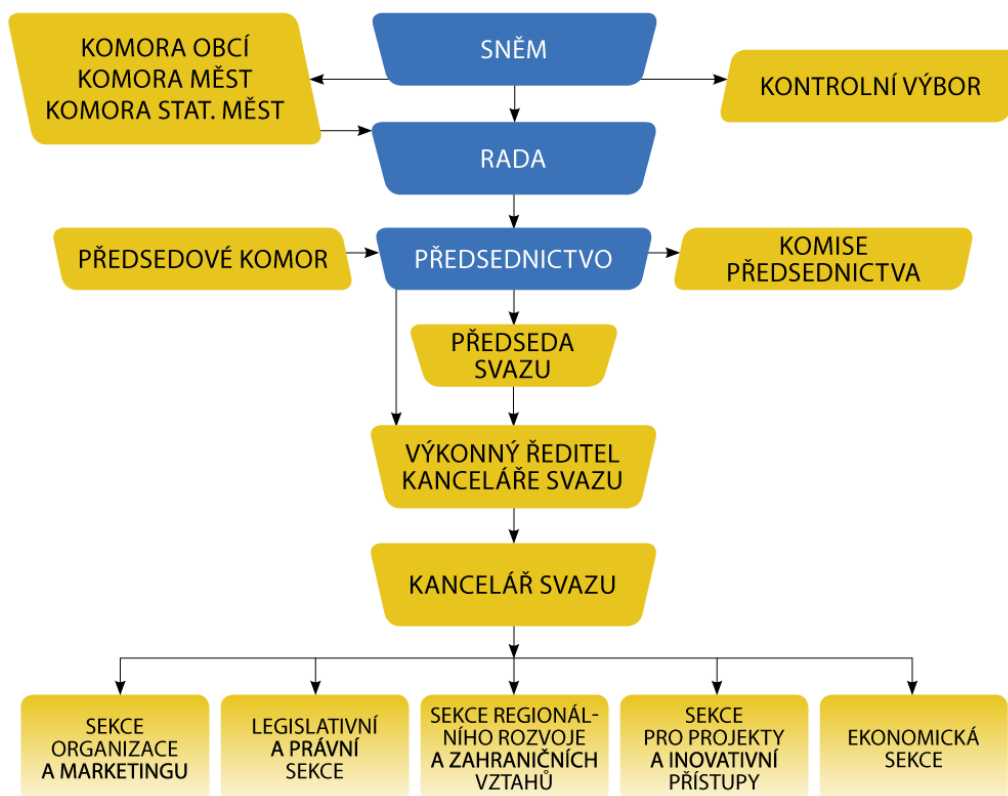 KOMORA OBCÍ
KOMORA MĚST
KOMORA STAT. MĚST
SNĚM
KONTROLNÍ VÝBOR
RADA
PŘEDSEDOVÉ KOMOR
PŘEDSEDNICTVO
KOMISE
PŘEDSEDNICTVA
PŘEDSEDA
SVAZU
VÝKONNÝ ŘEDITEL
KANCELÁŘE SVAZU
KANCELÁŘ SVAZU
SEKCE
ORGANIZACE
A MARKETINGU
LEGISLATIVNÍ
A PRÁVNÍ
SEKCE
SEKCE REGIONÁL-
NÍHO ROZVOJE
A ZAHRANIČNÍCH
VZTAHŮ
SEKCE
PRO PROJEKTY
A INOVATIVNÍ
PŘÍSTUPY
EKONOMICKÁ
SEKCE